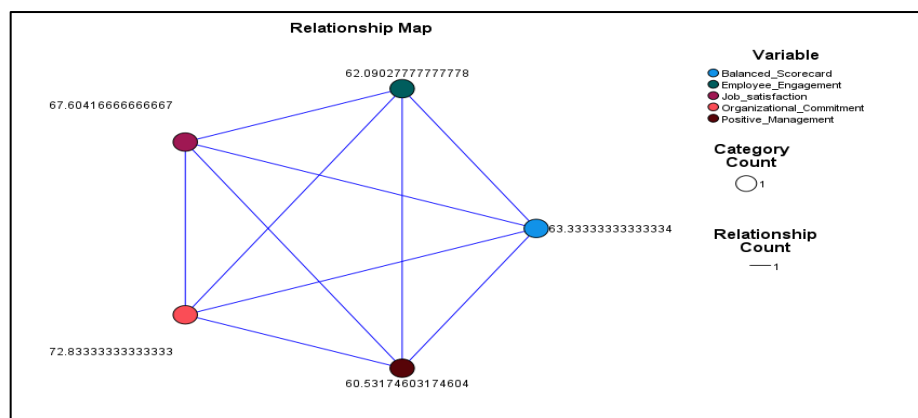 Relationship Map
62.09027777777778
67.60416666666667
63.33333333333334
72.83333333333333
60.53174603174604
Variable
Balanced_Scorecard
Employee_Engagement
Job_satisfaction
Organizational_Commitment
Positive_Management
Category
Count
1
Relationship
Count
1